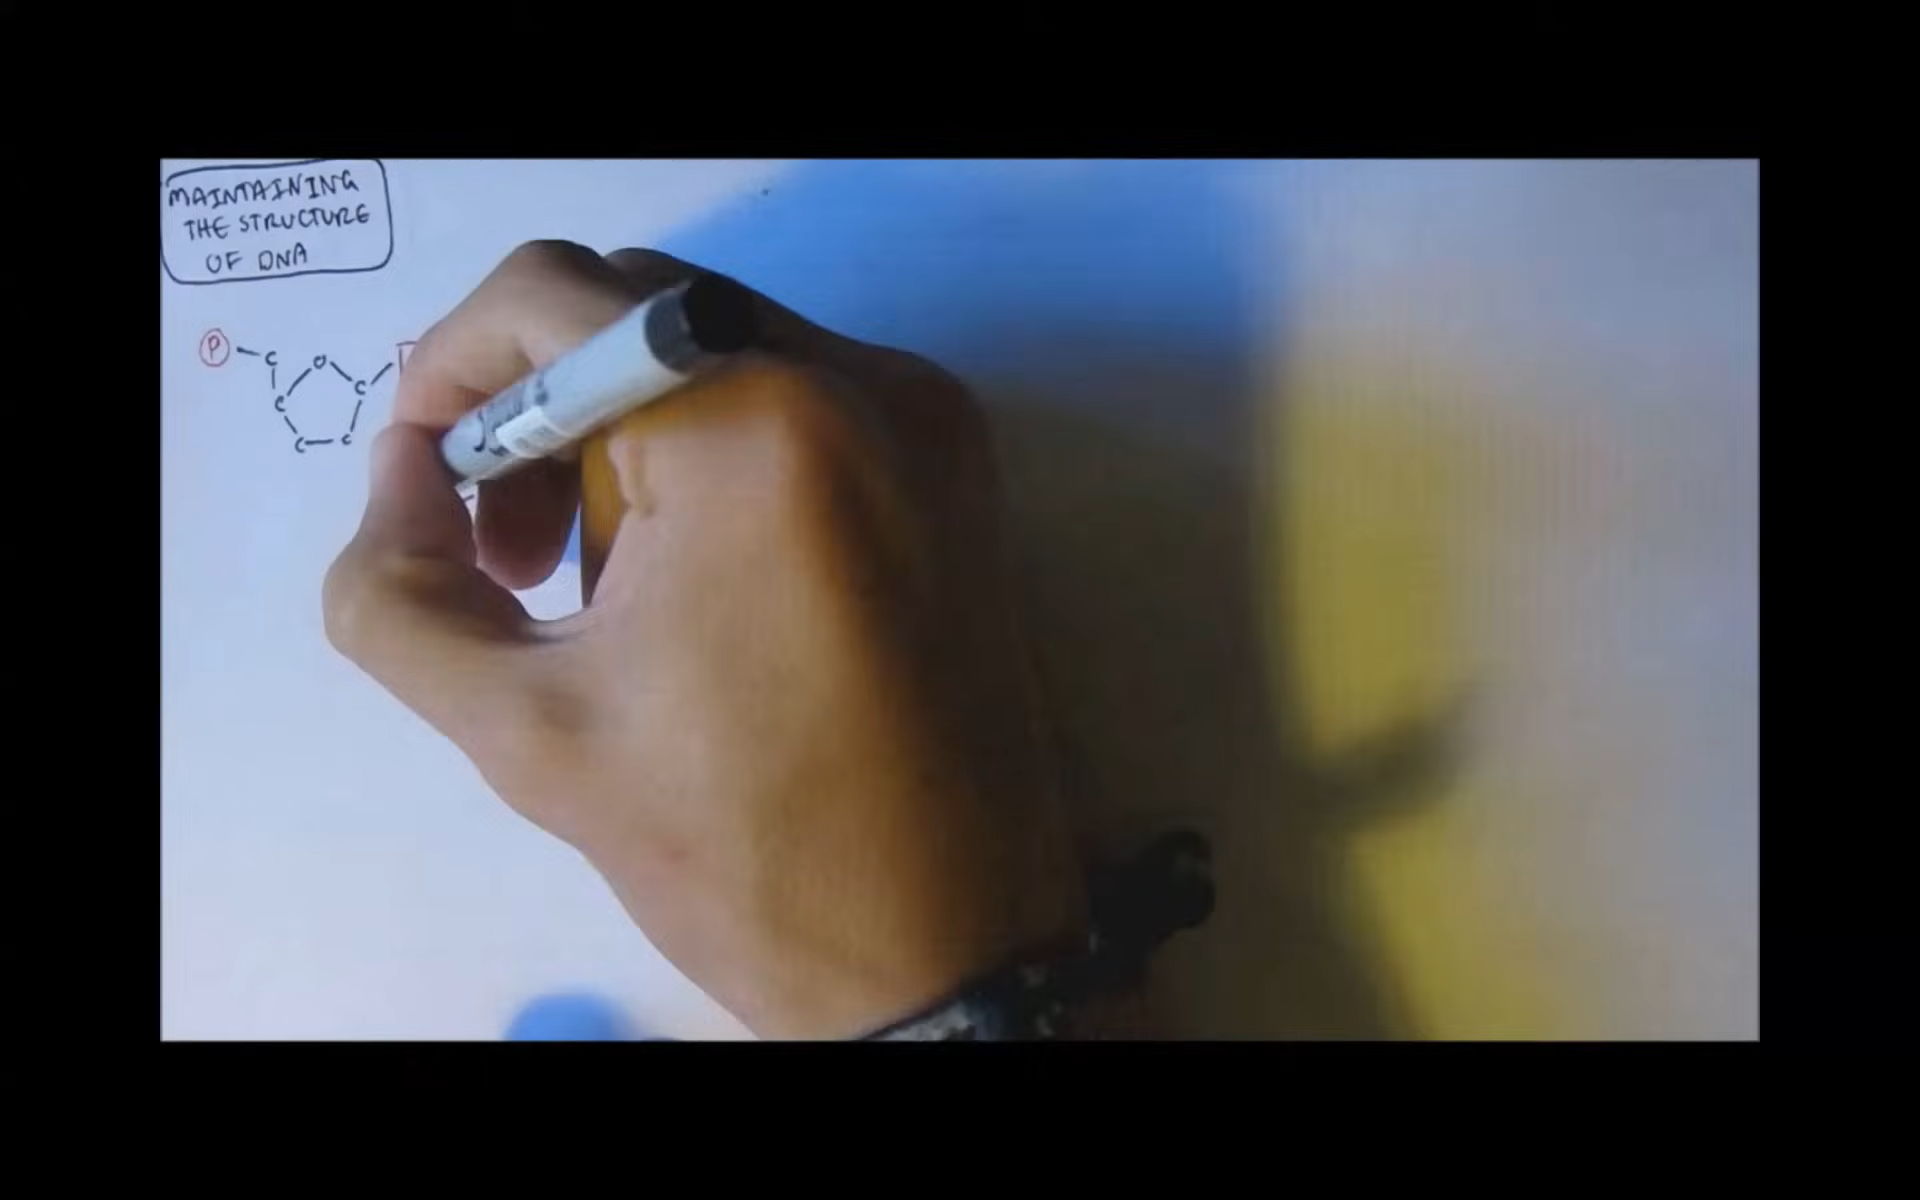 MAINTAINING
THE STRUCTURE
OF DNA
P
C
O
C
C
C
C